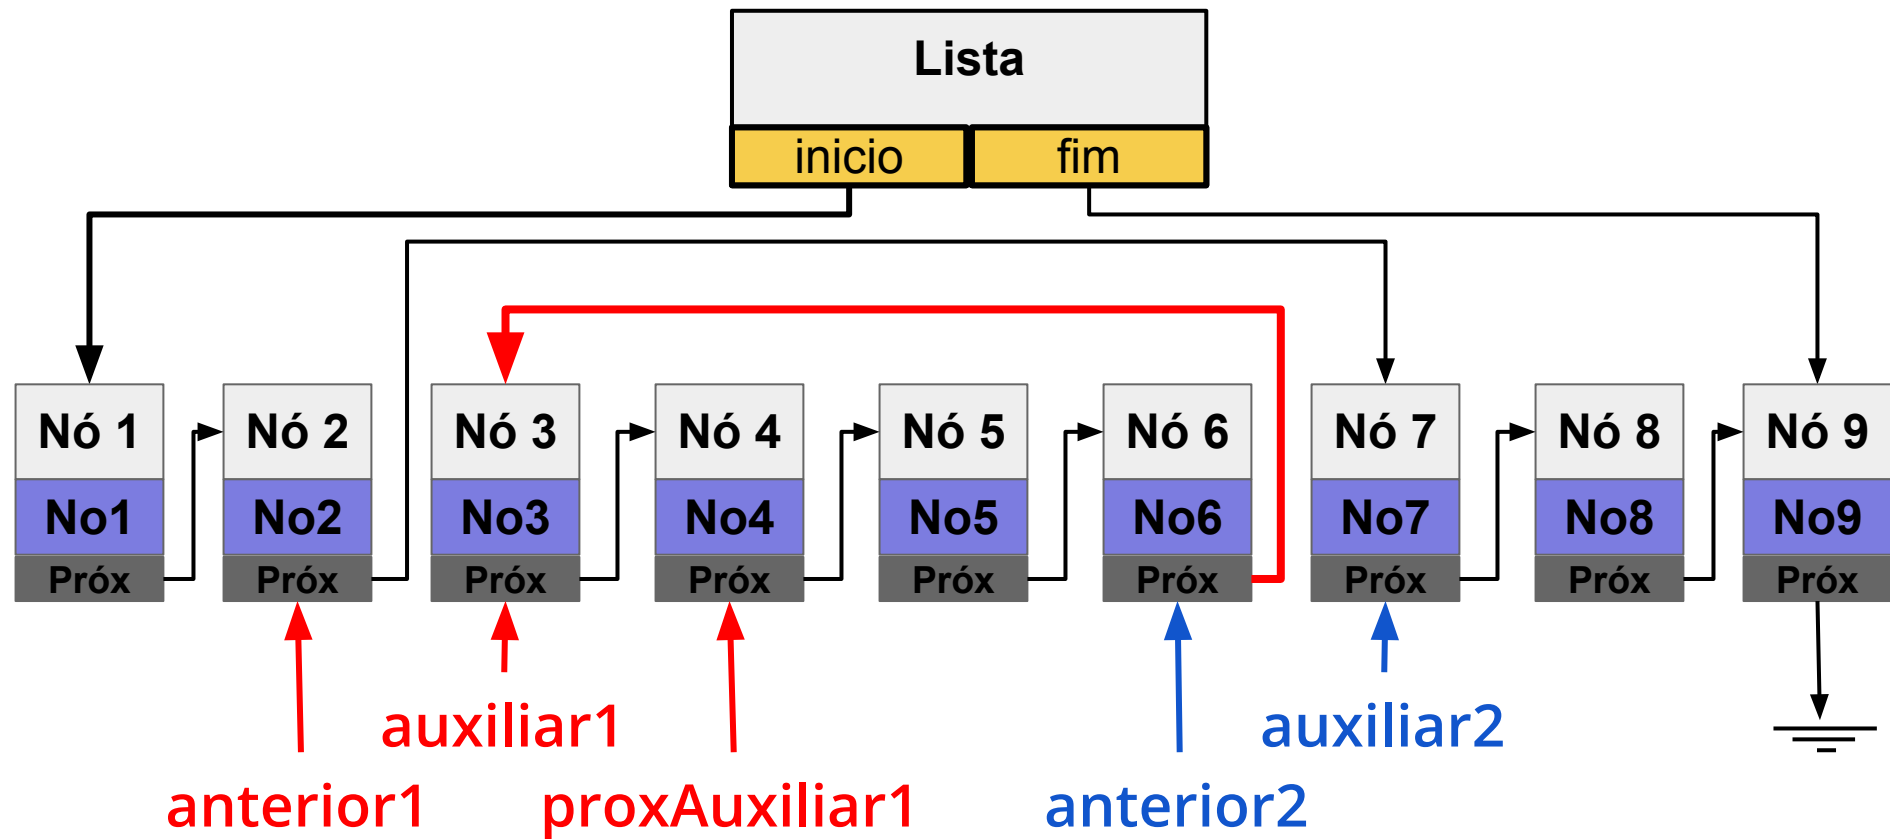 Lista
inicio fim
Nó 1 Nó 2 Nó 3 Nó 4 Nó 5 Nó 6 Nó 7 Nó 8 Nó 9
No1 No2 No3 No4 No5 No6 No7 No8 No9
Próx Próx Próx Próx Próx Próx Próx Próx Próx
auxiliar1 auxiliar2
anterior1 proxAuxiliar1 anterior2